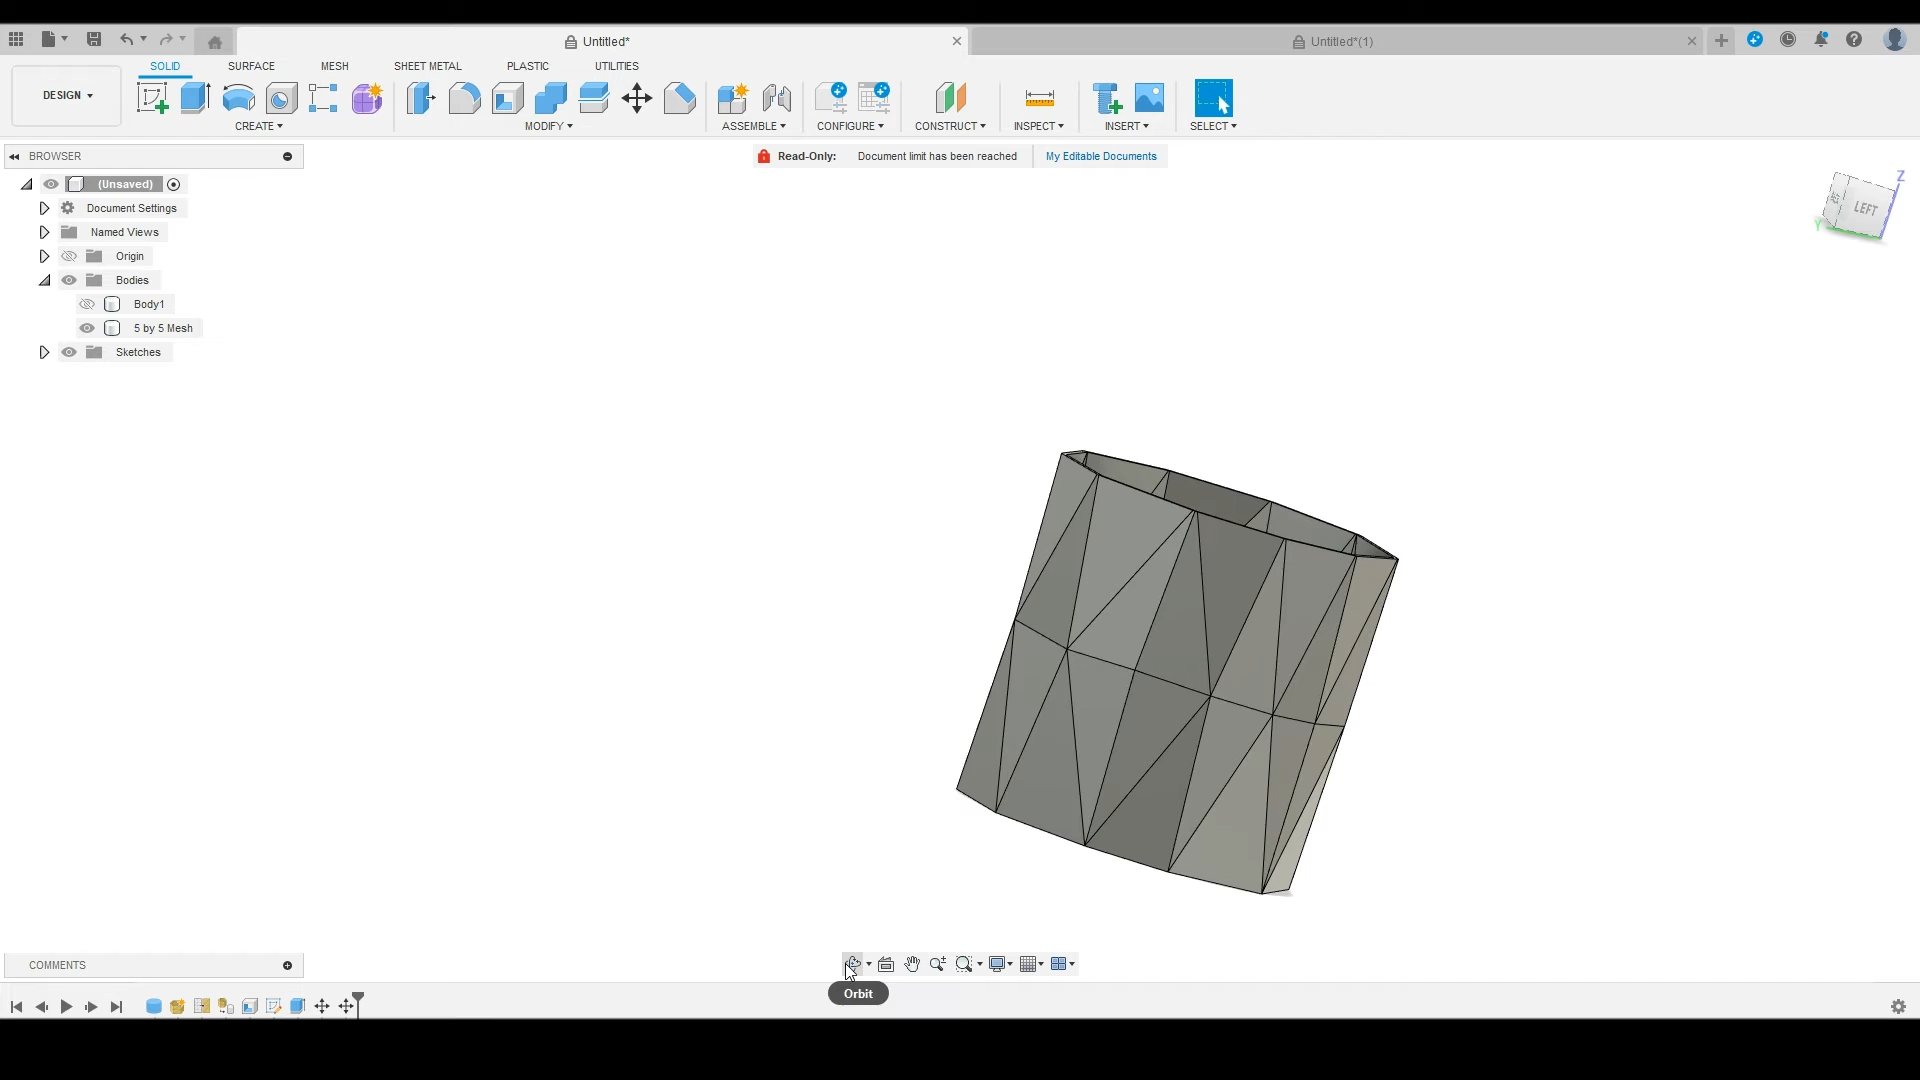 Untitled*
Untitled*(1)
DESIGN
SOLID
SURFACE
MESH
SHEET METAL
PLASTIC
UTILITIES
CREATE
MODIFY
ASSEMBLE
CONFIGURE
CONSTRUCT
INSPECT
INSERT
SELECT
BROWSER
Read-Only: Document limit has been reached
My Editable Documents
(Unsaved)
Document Settings
Named Views
Origin
Bodies
Body1
5 by 5 Mesh
Sketches
Z
LEFT
Y
COMMENTS
Orbit